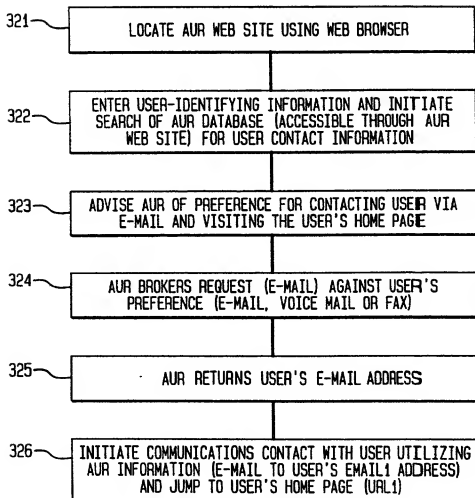 321
LOCATE AUR WEB SITE USING WEB BROWSER
322
ENTER USER-IDENTIFYING INFORMATION AND INITIATE
SEARCH OF AUR DATABASE (ACCESSIBLE THROUGH AUR
WEB SITE) FOR USER CONTACT INFORMATION
323
ADVISE AUR OF PREFERENCE FOR CONTACTING USER VIA
E-MAIL AND VISITING THE USER'S HOME PAGE
324
AUR BROKERS REQUEST (E-MAIL) AGAINST USER'S
PREFERENCE (E-MAIL, VOICE MAIL OR FAX)
325
AUR RETURNS USER'S E-MAIL ADDRESS
326
INITIATE COMMUNICATIONS CONTACT WITH USER UTILIZING
AUR INFORMATION (E-MAIL TO USER'S EMAIL1 ADDRESS)
AND JUMP TO USER'S HOME PAGE (URL1)